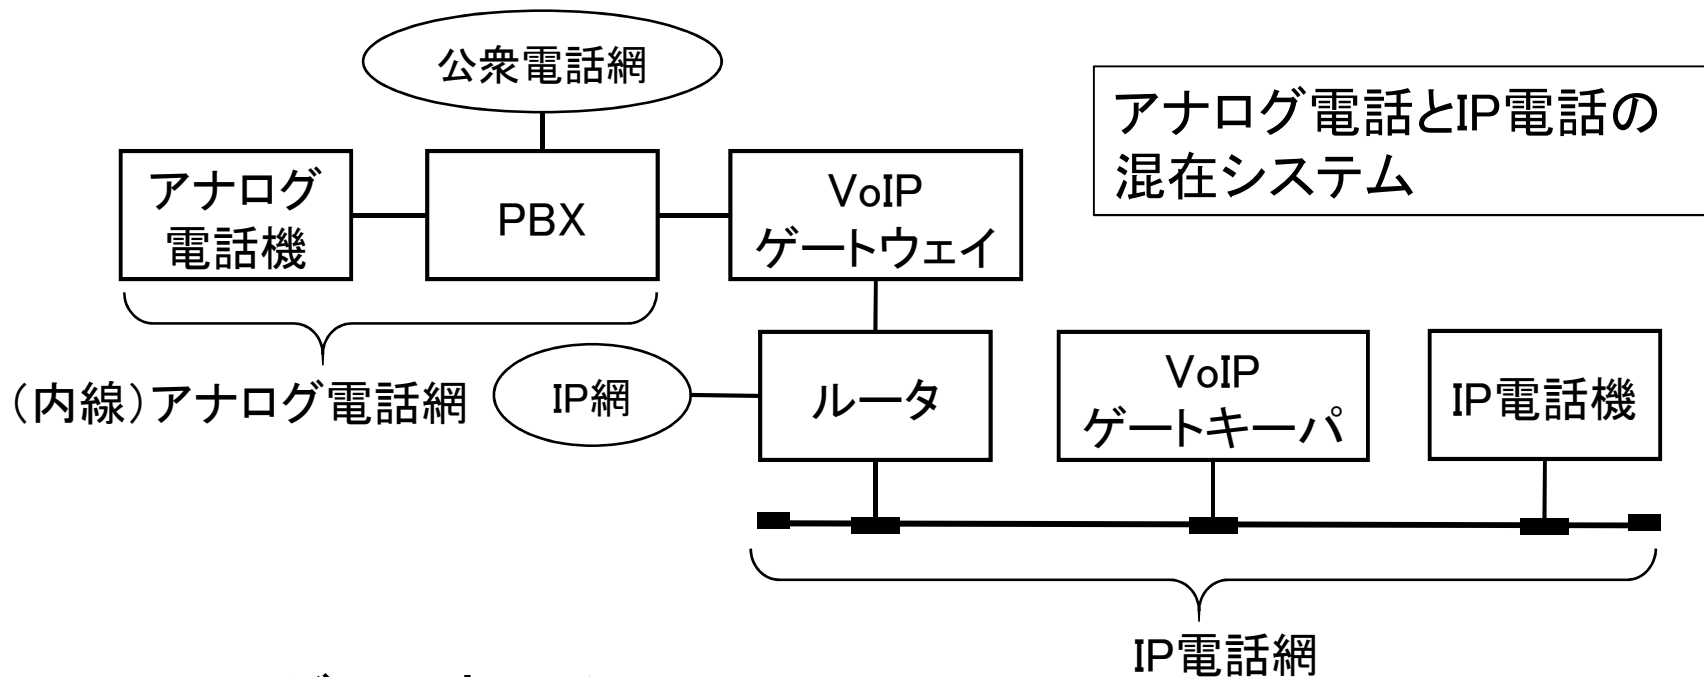 公衆電話網
アナログ電話とIP電話の
混在システム
アナログ
電話機
PBX
VoIP
ゲートウェイ
(内線)アナログ電話網
IP網
ルータ
VoIP
ゲートキーパ
IP電話機
IP電話網